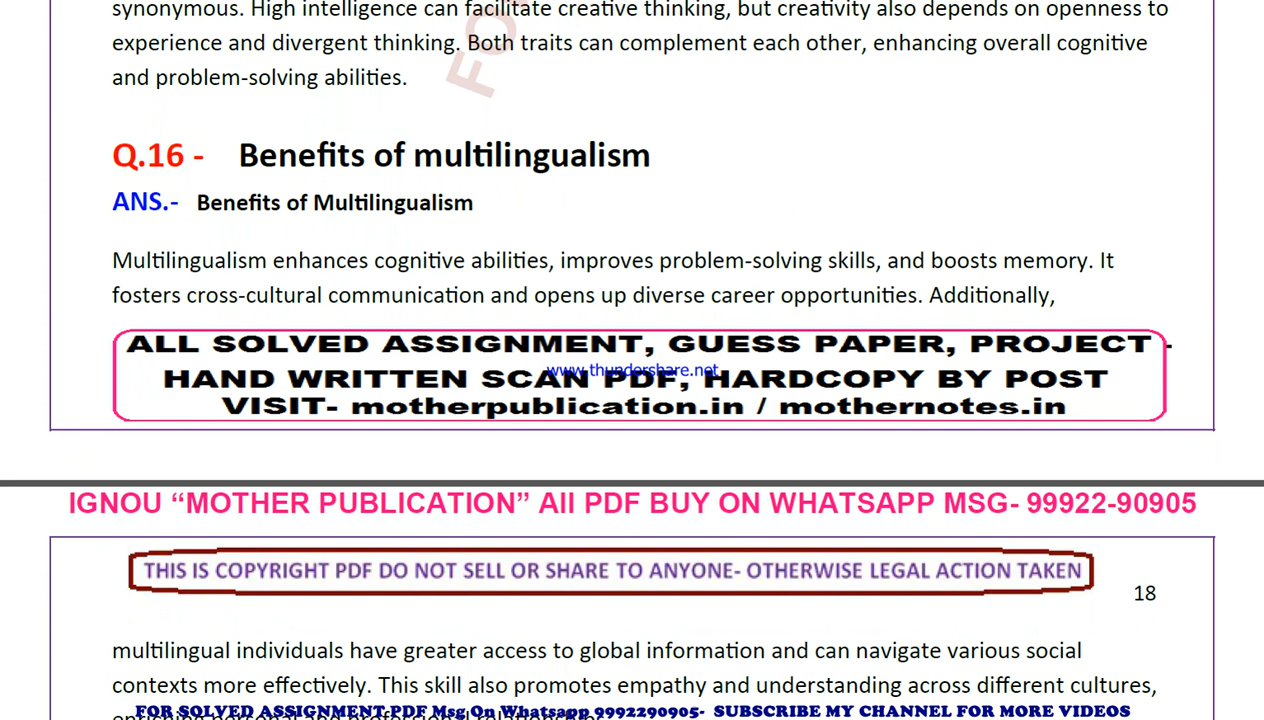 synonymous. High intelligence can facilitate creative thinking, but creativity also depends on openness to
experience and divergent thinking. Both traits can complement each other, enhancing overall cognitive
and problem-solving abilities.
Q.16 - Benefits of multilingualism
ANS.- Benefits of Multilingualism
Multilingualism enhances cognitive abilities, improves problem-solving skills, and boosts memory. It
fosters cross-cultural communication and opens up diverse career opportunities. Additionally,
ALL SOLVED ASSIGNMENT, GUESS PAPER, PROJECT -
www.thundershare.net
HAND WRITTEN SCAN PDF, HARDCOPY BY POST
VISIT- motherpublication.in / mothernotes.in
IGNOU “MOTHER PUBLICATION” All PDF BUY ON WHATSAPP MSG- 99922-90905
THIS IS COPYRIGHT PDF DO NOT SELL OR SHARE TO ANYONE- OTHERWISE LEGAL ACTION TAKEN
18
multilingual individuals have greater access to global information and can navigate various social
contexts more effectively. This skill also promotes empathy and understanding across different cultures,
FOR SOLVED ASSIGNMENT PDF Msg On Whatsapp 9992290905- SUBSCRIBE MY CHANNEL FOR MORE VIDEOS